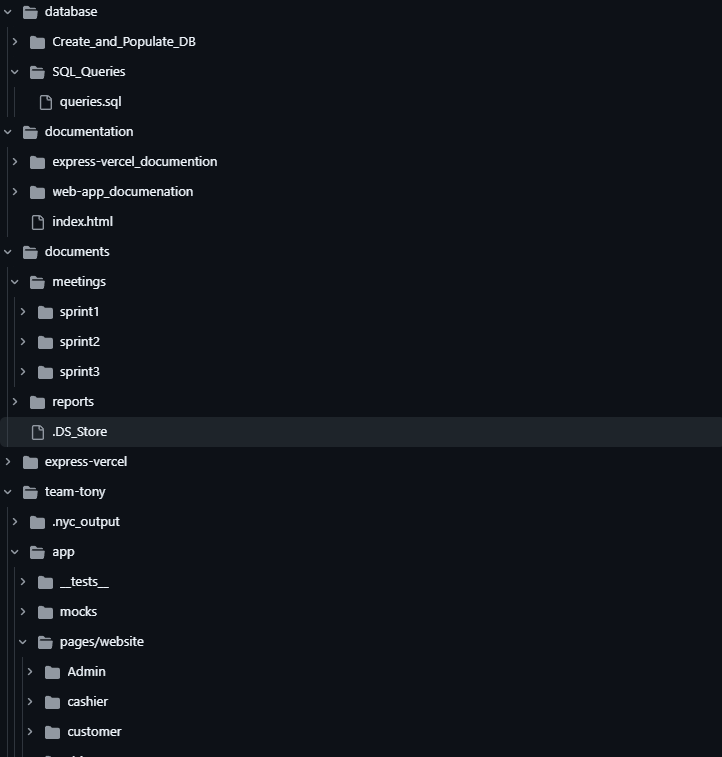 database
Create_and_Populate_DB
SQL_Queries
queries.sql
documentation
express-vercel_documention
web-app_documenation
index.html
documents
meetings
sprint1
sprint2
sprint3
reports
.DS_Store
express-vercel
team-tony
.nyc_output
app
__tests__
mocks
pages/website
Admin
cashier
customer